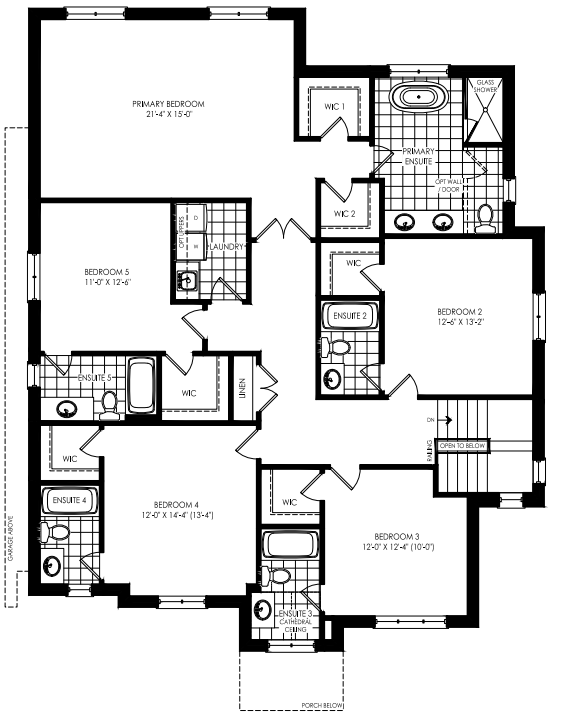 PRIMARY BEDROOM
21'-4" X 15'-0"
WIC 1
GLASS
SHOWER
PRIMARY
ENSUITE
OPT WALL
/ DOOR
WIC 2
OPT UPPERS
D
W
LAUNDRY
WIC
BEDROOM 5
11'-0" X 12'-6"
ENSUITE 2
BEDROOM 2
12'-6" X 13'-2"
ENSUITE 5
WIC
LINEN
DN
RAILING
OPEN TO BELOW
WIC
ENSUITE 4
BEDROOM 4
12'-0" X 14'-4" (13'-4")
WIC
BEDROOM 3
12'-0" X 12'-4" (10'-0")
GARAGE ABOVE
ENSUITE 3
CATHEDRAL
CEILING
PORCH BELOW